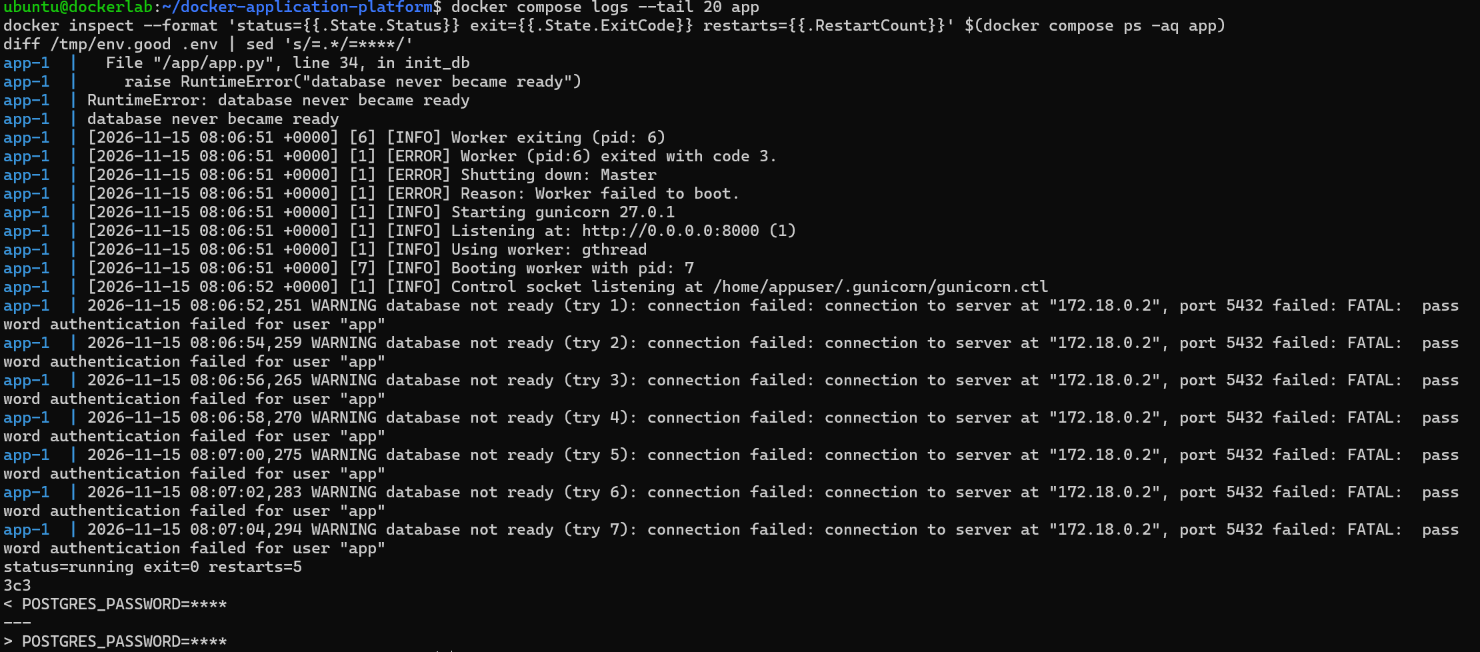 ubuntu@dockerlab:~/docker-application-platform$ docker compose logs --tail 20 app
docker inspect --format 'status={{.State.Status}} exit={{.State.ExitCode}} restarts={{.RestartCount}}' $(docker compose ps -aq app)
diff /tmp/env.good .env | sed 's/=.*/=****/'
app-1  |   File "/app/app.py", line 34, in init_db
app-1  |     raise RuntimeError("database never became ready")
app-1  | RuntimeError: database never became ready
app-1  | database never became ready
app-1  | [2026-11-15 08:06:51 +0000] [6] [INFO] Worker exiting (pid: 6)
app-1  | [2026-11-15 08:06:51 +0000] [1] [ERROR] Worker (pid:6) exited with code 3.
app-1  | [2026-11-15 08:06:51 +0000] [1] [ERROR] Shutting down: Master
app-1  | [2026-11-15 08:06:51 +0000] [1] [ERROR] Reason: Worker failed to boot.
app-1  | [2026-11-15 08:06:51 +0000] [1] [INFO] Starting gunicorn 27.0.1
app-1  | [2026-11-15 08:06:51 +0000] [1] [INFO] Listening at: http://0.0.0.0:8000 (1)
app-1  | [2026-11-15 08:06:51 +0000] [1] [INFO] Using worker: gthread
app-1  | [2026-11-15 08:06:51 +0000] [7] [INFO] Booting worker with pid: 7
app-1  | [2026-11-15 08:06:52 +0000] [1] [INFO] Control socket listening at /home/appuser/.gunicorn/gunicorn.ctl
app-1  | 2026-11-15 08:06:52,251 WARNING database not ready (try 1): connection failed: connection to server at "172.18.0.2", port 5432 failed: FATAL:  pass
word authentication failed for user "app"
app-1  | 2026-11-15 08:06:54,259 WARNING database not ready (try 2): connection failed: connection to server at "172.18.0.2", port 5432 failed: FATAL:  pass
word authentication failed for user "app"
app-1  | 2026-11-15 08:06:56,265 WARNING database not ready (try 3): connection failed: connection to server at "172.18.0.2", port 5432 failed: FATAL:  pass
word authentication failed for user "app"
app-1  | 2026-11-15 08:06:58,270 WARNING database not ready (try 4): connection failed: connection to server at "172.18.0.2", port 5432 failed: FATAL:  pass
word authentication failed for user "app"
app-1  | 2026-11-15 08:07:00,275 WARNING database not ready (try 5): connection failed: connection to server at "172.18.0.2", port 5432 failed: FATAL:  pass
word authentication failed for user "app"
app-1  | 2026-11-15 08:07:02,283 WARNING database not ready (try 6): connection failed: connection to server at "172.18.0.2", port 5432 failed: FATAL:  pass
word authentication failed for user "app"
app-1  | 2026-11-15 08:07:04,294 WARNING database not ready (try 7): connection failed: connection to server at "172.18.0.2", port 5432 failed: FATAL:  pass
word authentication failed for user "app"
status=running exit=0 restarts=5
3c3
< POSTGRES_PASSWORD=****
---
> POSTGRES_PASSWORD=****